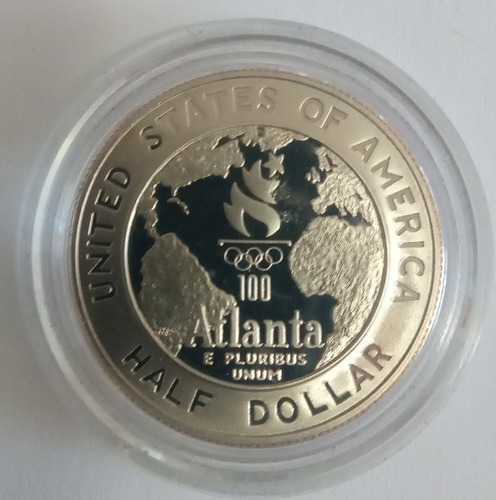 UNITED STATES OF AMERICA
100
Atlanta
E PLURIBUS
UNUM
HALF DOLLAR